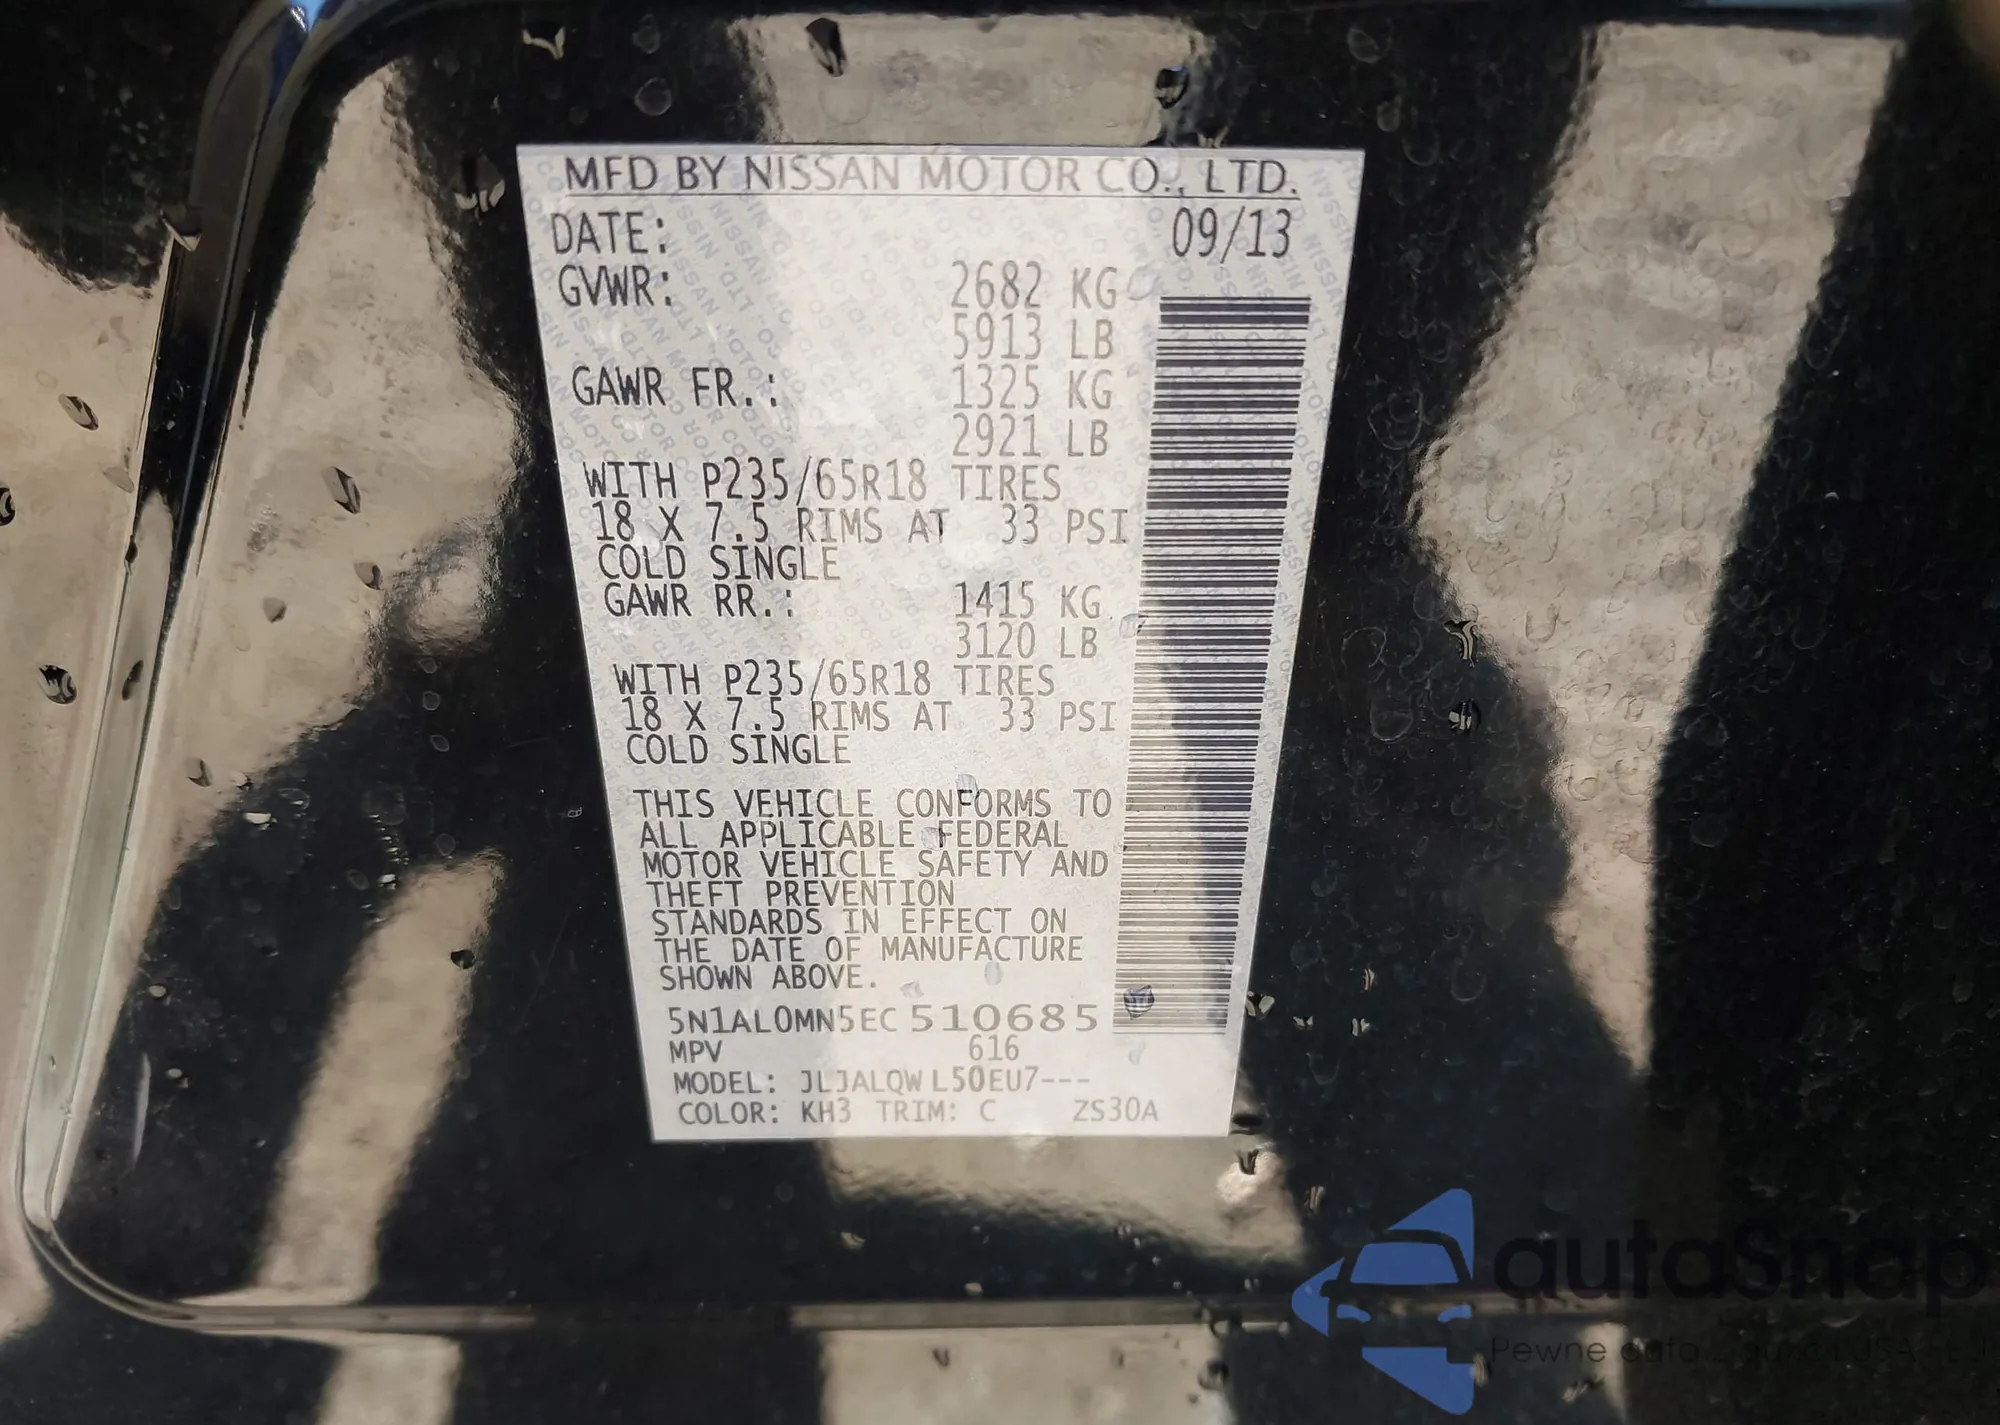 MFD BY NISSAN MOTOR CO., LTD.
DATE: 09/13
GVWR: 2682 KG
5913 LB
GAWR FR.: 1325 KG
2921 LB
WITH P235/65R18 TIRES
18 X 7.5 RIMS AT 33 PSI
COLD SINGLE
GAWR RR.: 1415 KG
3120 LB
WITH P235/65R18 TIRES
18 X 7.5 RIMS AT 33 PSI
COLD SINGLE
THIS VEHICLE CONFORMS TO
ALL APPLICABLE FEDERAL
MOTOR VEHICLE SAFETY AND
THEFT PREVENTION
STANDARDS IN EFFECT ON
THE DATE OF MANUFACTURE
SHOWN ABOVE.
5N1AL0MN5EC510685
MPV 616
MODEL: JLJALQWL50EU7---
COLOR: KH3 TRIM: C ZS30A
autaSnap
Pewne auta z